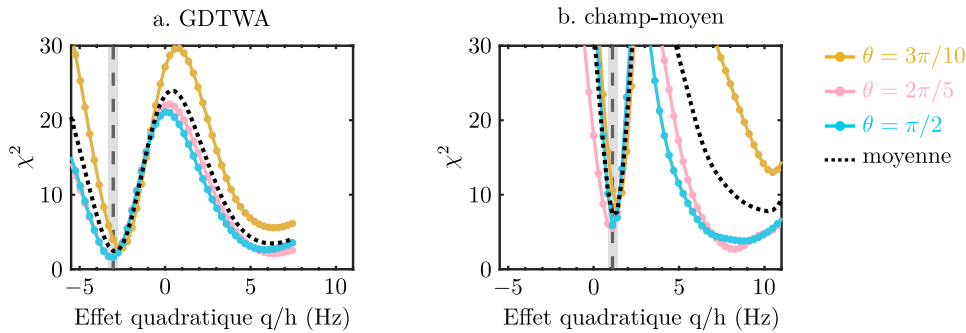 a. GDTWA
30
20
10
0
χ²
−5 0 5 10
Effet quadratique q/h (Hz)
b. champ-moyen
30
20
10
0
χ²
−5 0 5 10
Effet quadratique q/h (Hz)
θ = 3π/10
θ = 2π/5
θ = π/2
moyenne